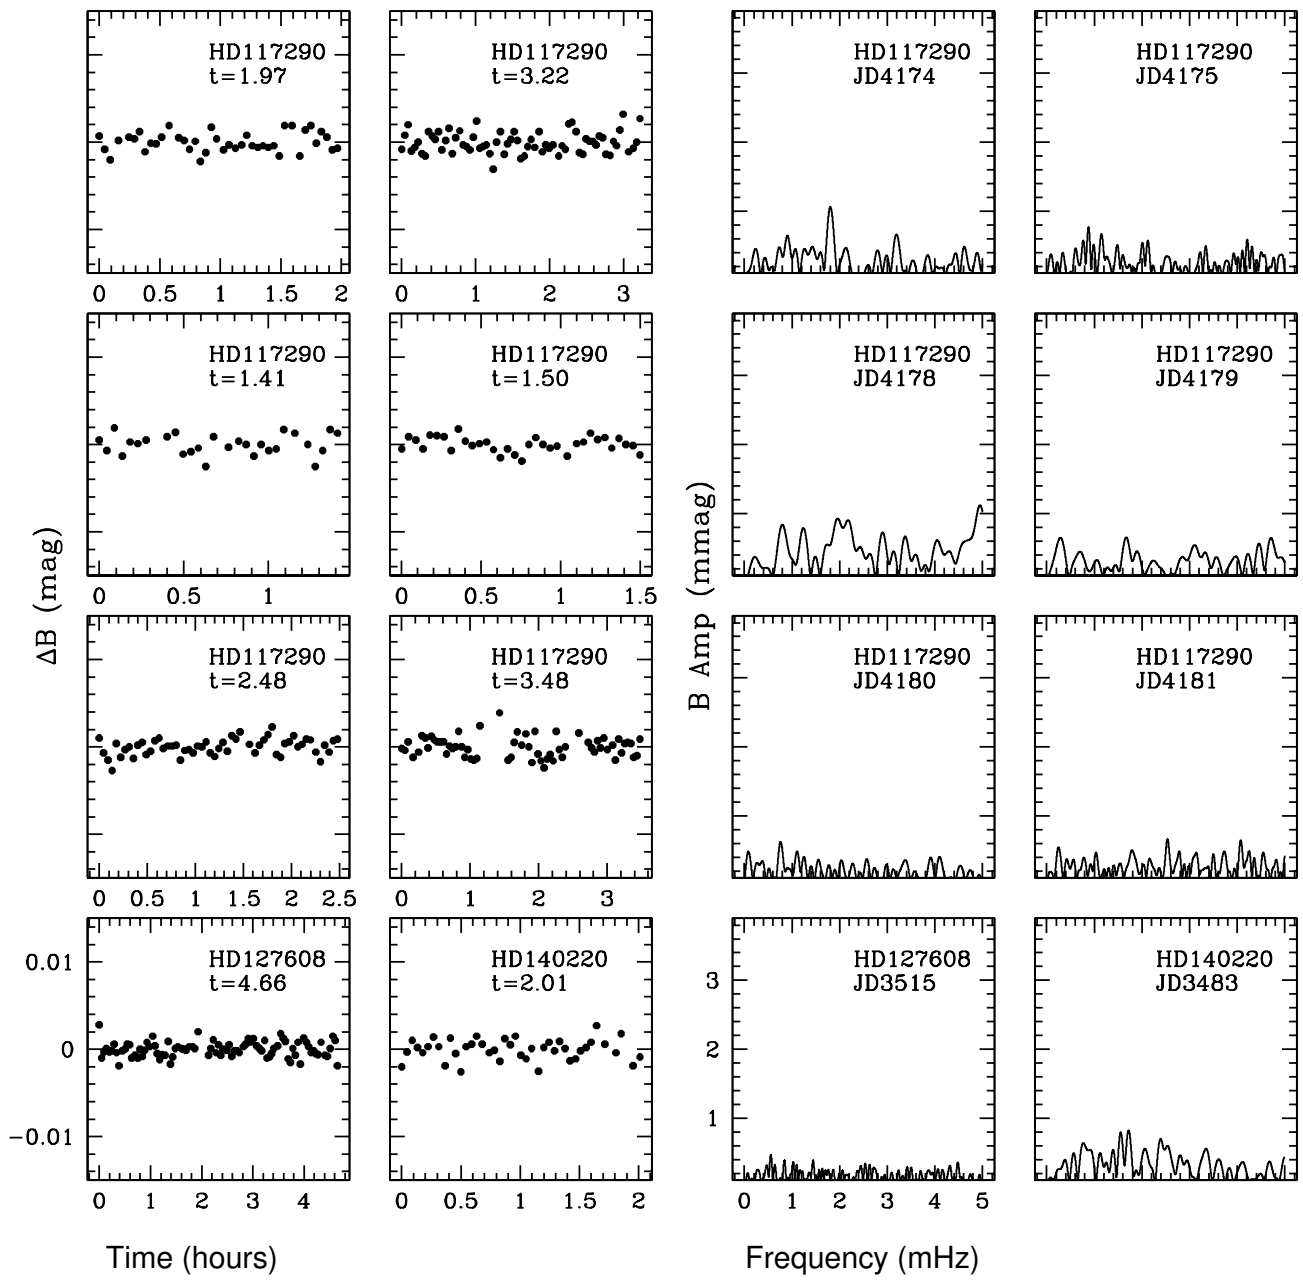 HD117290
t=1.97
HD117290
t=3.22
HD117290
JD4174
HD117290
JD4175
0 0.5 1 1.5 2
0 1 2 3
HD117290
t=1.41
HD117290
t=1.50
HD117290
JD4178
HD117290
JD4179
0 0.5 1
0 0.5 1 1.5
ΔB (mag)
B Amp (mmag)
HD117290
t=2.48
HD117290
t=3.48
HD117290
JD4180
HD117290
JD4181
0 0.5 1 1.5 2 2.5
0 1 2 3
HD127608
t=4.66
HD140220
t=2.01
HD127608
JD3515
HD140220
JD3483
0.01
0
−0.01
3
2
1
0 1 2 3 4
0 0.5 1 1.5 2
0 1 2 3 4 5
Time (hours)
Frequency (mHz)